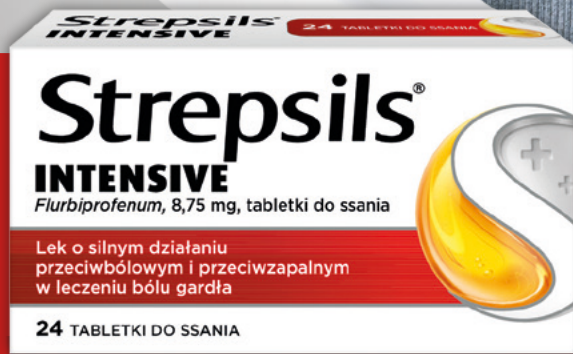 Strepsils
INTENSIVE
24 TABLETKI DO SSANIA
Strepsils®
INTENSIVE
Flurbiprofenum, 8,75 mg, tabletki do ssania
Lek o silnym działaniu
przeciwbólowym i przeciwzapalnym
w leczeniu bólu gardła
24 TABLETKI DO SSANIA